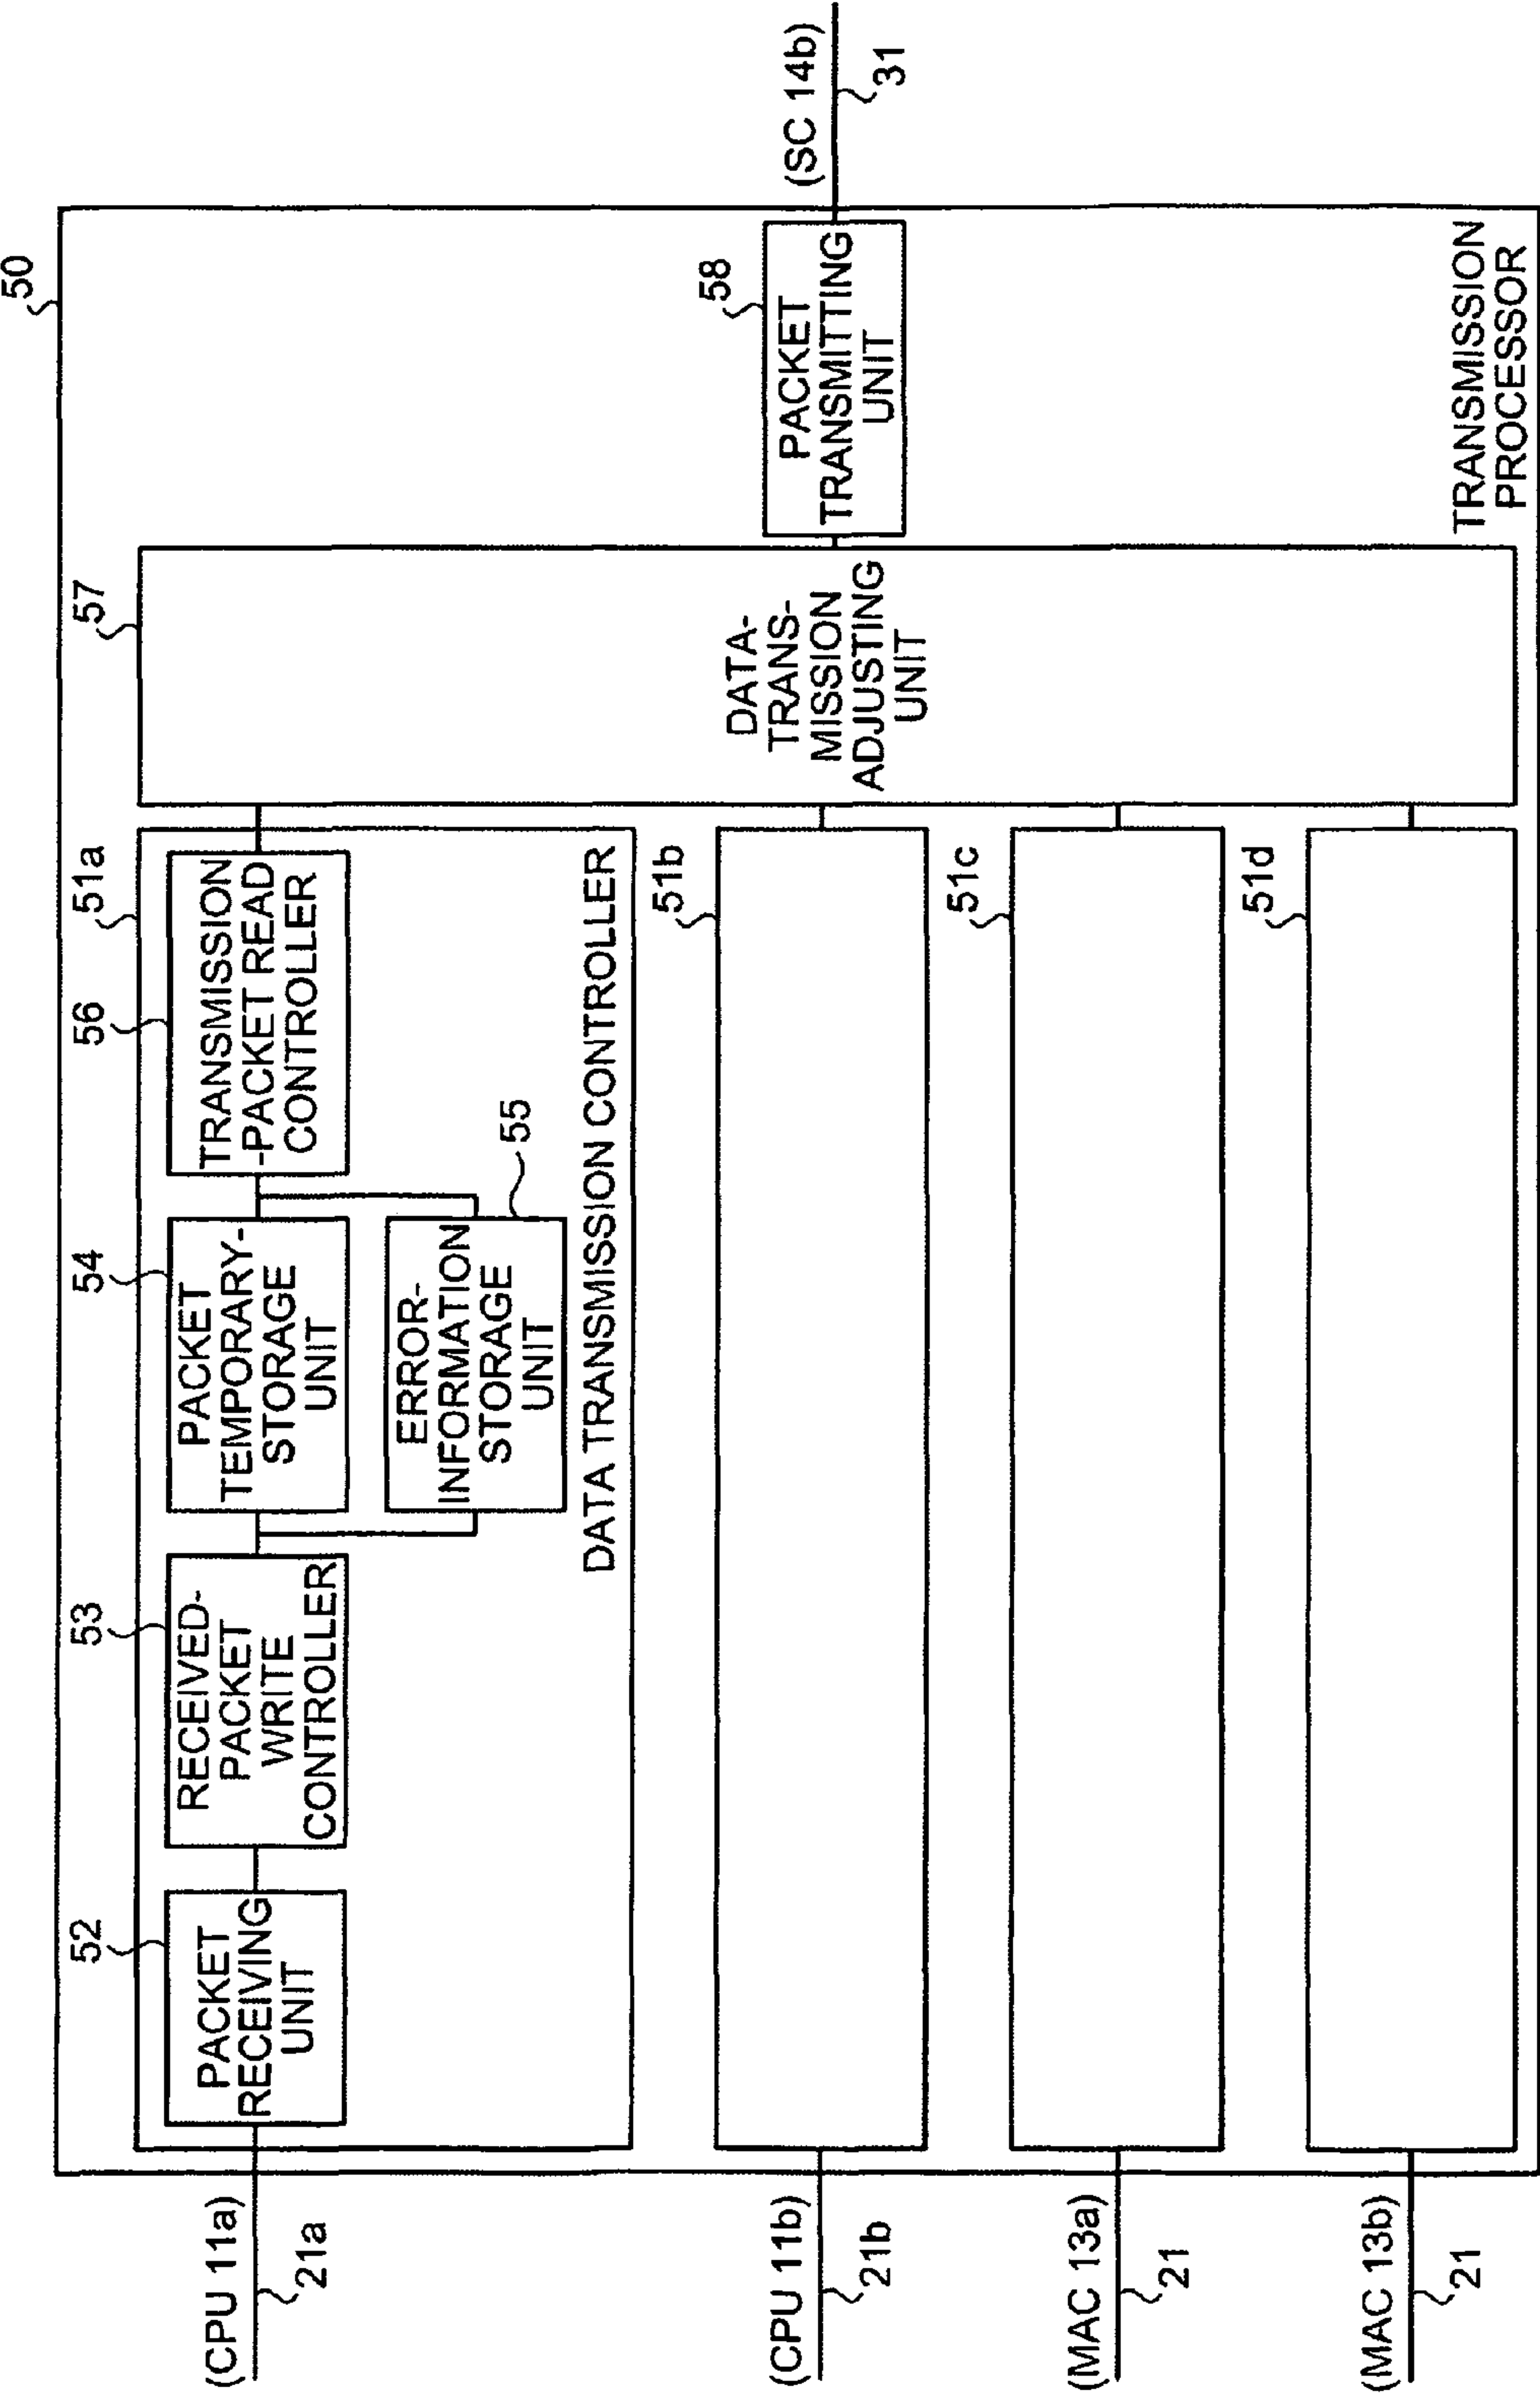 50
51a
57
52
53
54
56
(CPU 11a)
21a
PACKET
RECEIVING
UNIT
RECEIVED-
PACKET
WRITE
CONTROLLER
PACKET
TEMPORARY-
STORAGE
UNIT
TRANSMISSION
-PACKET READ
CONTROLLER
55
ERROR-
INFORMATION
STORAGE
UNIT
DATA TRANSMISSION CONTROLLER
DATA-
TRANS-
MISSION
ADJUSTING
UNIT
58
PACKET
TRANSMITTING
UNIT
(SC 14b)
31
51b
(CPU 11b)
21b
51c
(MAC 13a)
21
51d
(MAC 13b)
21
TRANSMISSION
PROCESSOR